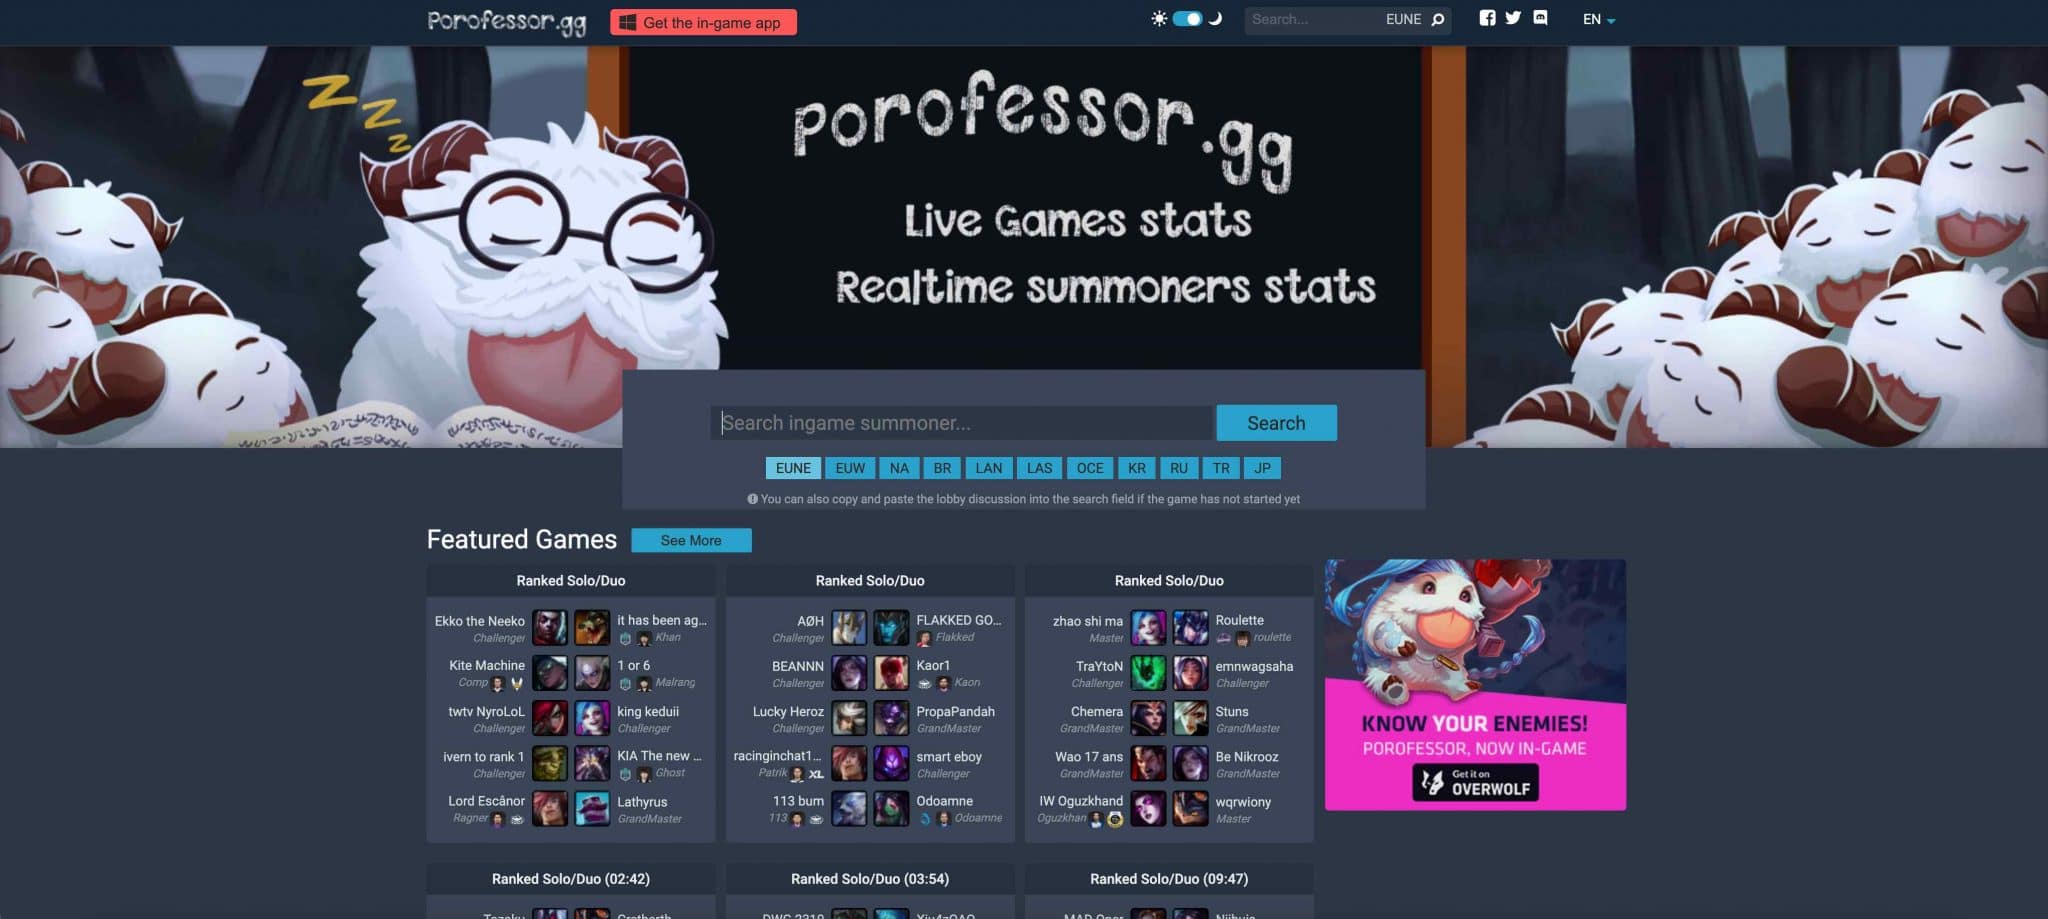 Porofessor.gg
Get the in-game app
Search...
EUNE
EN
Z
Z
Z
porofessor.gg
Live Games stats
Realtime summoners stats
Search ingame summoner...
Search
EUNE EUW NA BR LAN LAS OCE KR RU TR JP
You can also copy and paste the lobby discussion into the search field if the game has not started yet
Featured Games
See More
Ranked Solo/Duo
Ekko the Neeko it has been ag...
Challenger Khan
Kite Machine 1 or 6
Comp Malrang
twtv NyroLoL king keduii
Challenger Challenger
ivern to rank 1 KIA The new ...
Challenger Ghost
Lord Escânor Lathyrus
Ragner GrandMaster
Ranked Solo/Duo
AØH FLAKKED GO...
Challenger Flakked
BEANNN Kaor1
Challenger Kaori
Lucky Heroz PropaPandah
Challenger GrandMaster
racinginchat1... smart eboy
Patrik XL Challenger
113 bum Odoamne
113 Odoamne
Ranked Solo/Duo
zhao shi ma Roulette
Master roulette
TraYtoN emnwagsaha
Challenger Challenger
Chemera Stuns
GrandMaster GrandMaster
Wao 17 ans Be Nikrooz
GrandMaster GrandMaster
IW Oguzkhand wqrwiony
Oguzkhan Master
KNOW YOUR ENEMIES!
POROFESSOR, NOW IN-GAME
Get it on
OVERWOLF
Ranked Solo/Duo (02:42)
Ranked Solo/Duo (03:54)
Ranked Solo/Duo (09:47)